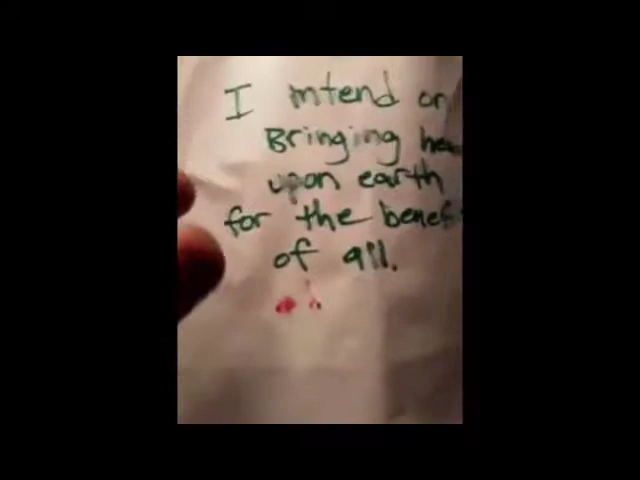 I intend on
Bringing
upon earth
for the
of all.